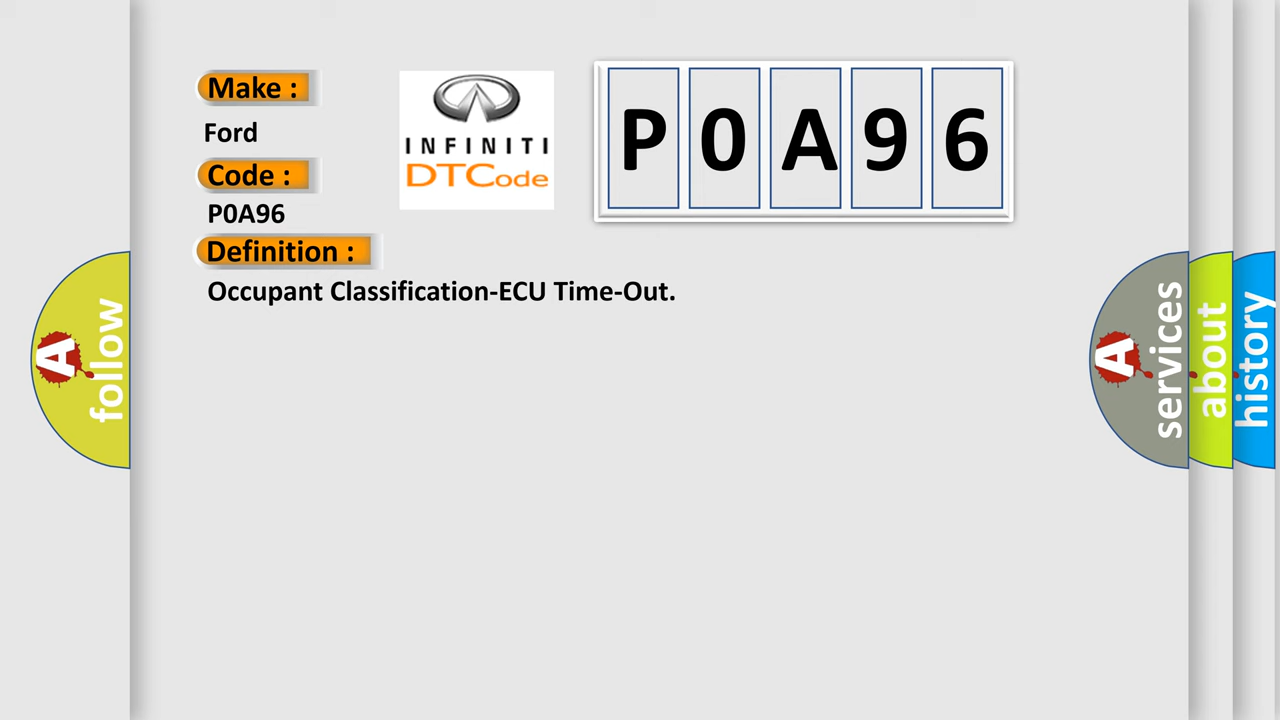 Make :
Ford
Code :
P0A96
Definition :
Occupant Classification-ECU Time-Out.
INFINITI
DTCode
P0A96
A
follow
A
services
about
history